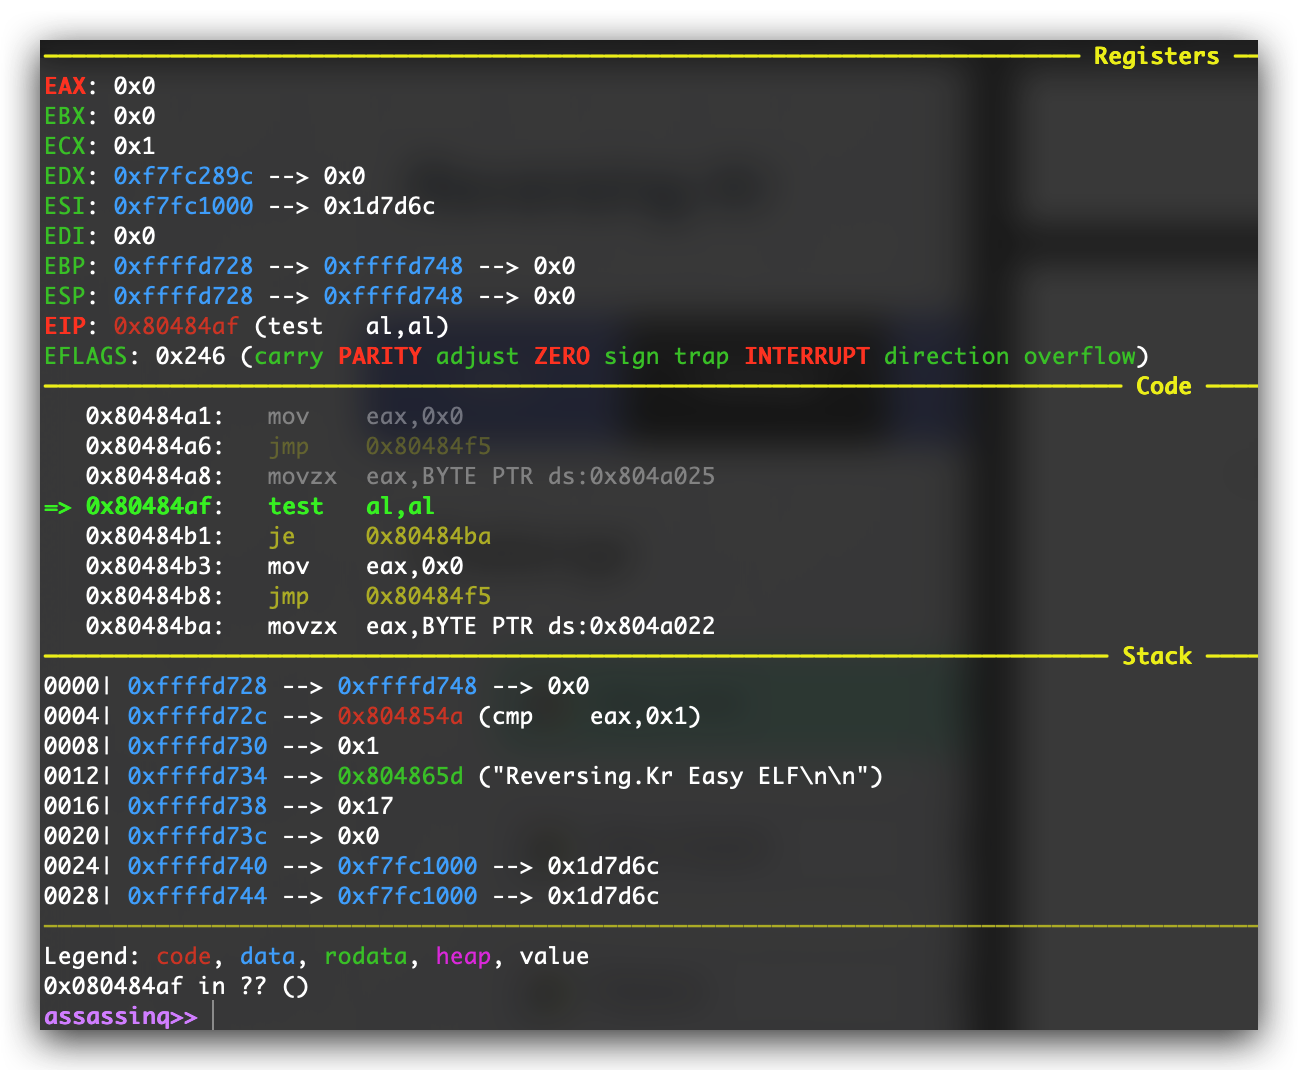 Registers
EAX: 0x0
EBX: 0x0
ECX: 0x1
EDX: 0xf7fc289c --> 0x0
ESI: 0xf7fc1000 --> 0x1d7d6c
EDI: 0x0
EBP: 0xffffd728 --> 0xffffd748 --> 0x0
ESP: 0xffffd728 --> 0xffffd748 --> 0x0
EIP: 0x80484af (test   al,al)
EFLAGS: 0x246 (carry PARITY adjust ZERO sign trap INTERRUPT direction overflow)
Code
   0x80484a1:   mov    eax,0x0
   0x80484a6:   jmp    0x80484f5
   0x80484a8:   movzx  eax,BYTE PTR ds:0x804a025
=> 0x80484af:   test   al,al
   0x80484b1:   je     0x80484ba
   0x80484b3:   mov    eax,0x0
   0x80484b8:   jmp    0x80484f5
   0x80484ba:   movzx  eax,BYTE PTR ds:0x804a022
Stack
0000| 0xffffd728 --> 0xffffd748 --> 0x0
0004| 0xffffd72c --> 0x804854a (cmp    eax,0x1)
0008| 0xffffd730 --> 0x1
0012| 0xffffd734 --> 0x804865d ("Reversing.Kr Easy ELF\n\n")
0016| 0xffffd738 --> 0x17
0020| 0xffffd73c --> 0x0
0024| 0xffffd740 --> 0xf7fc1000 --> 0x1d7d6c
0028| 0xffffd744 --> 0xf7fc1000 --> 0x1d7d6c
Legend: code, data, rodata, heap, value
0x080484af in ?? ()
assassinq>>